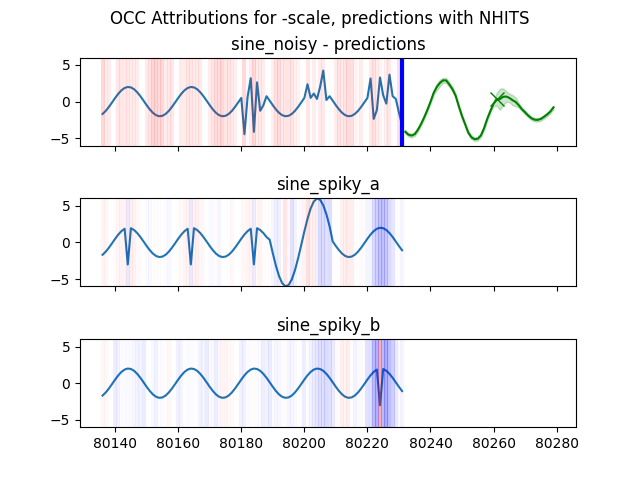 OCC Attributions for -scale, predictions with NHITS
sine_noisy - predictions
5
0
−5
sine_spiky_a
5
0
−5
sine_spiky_b
5
0
−5
80140 80160 80180 80200 80220 80240 80260 80280